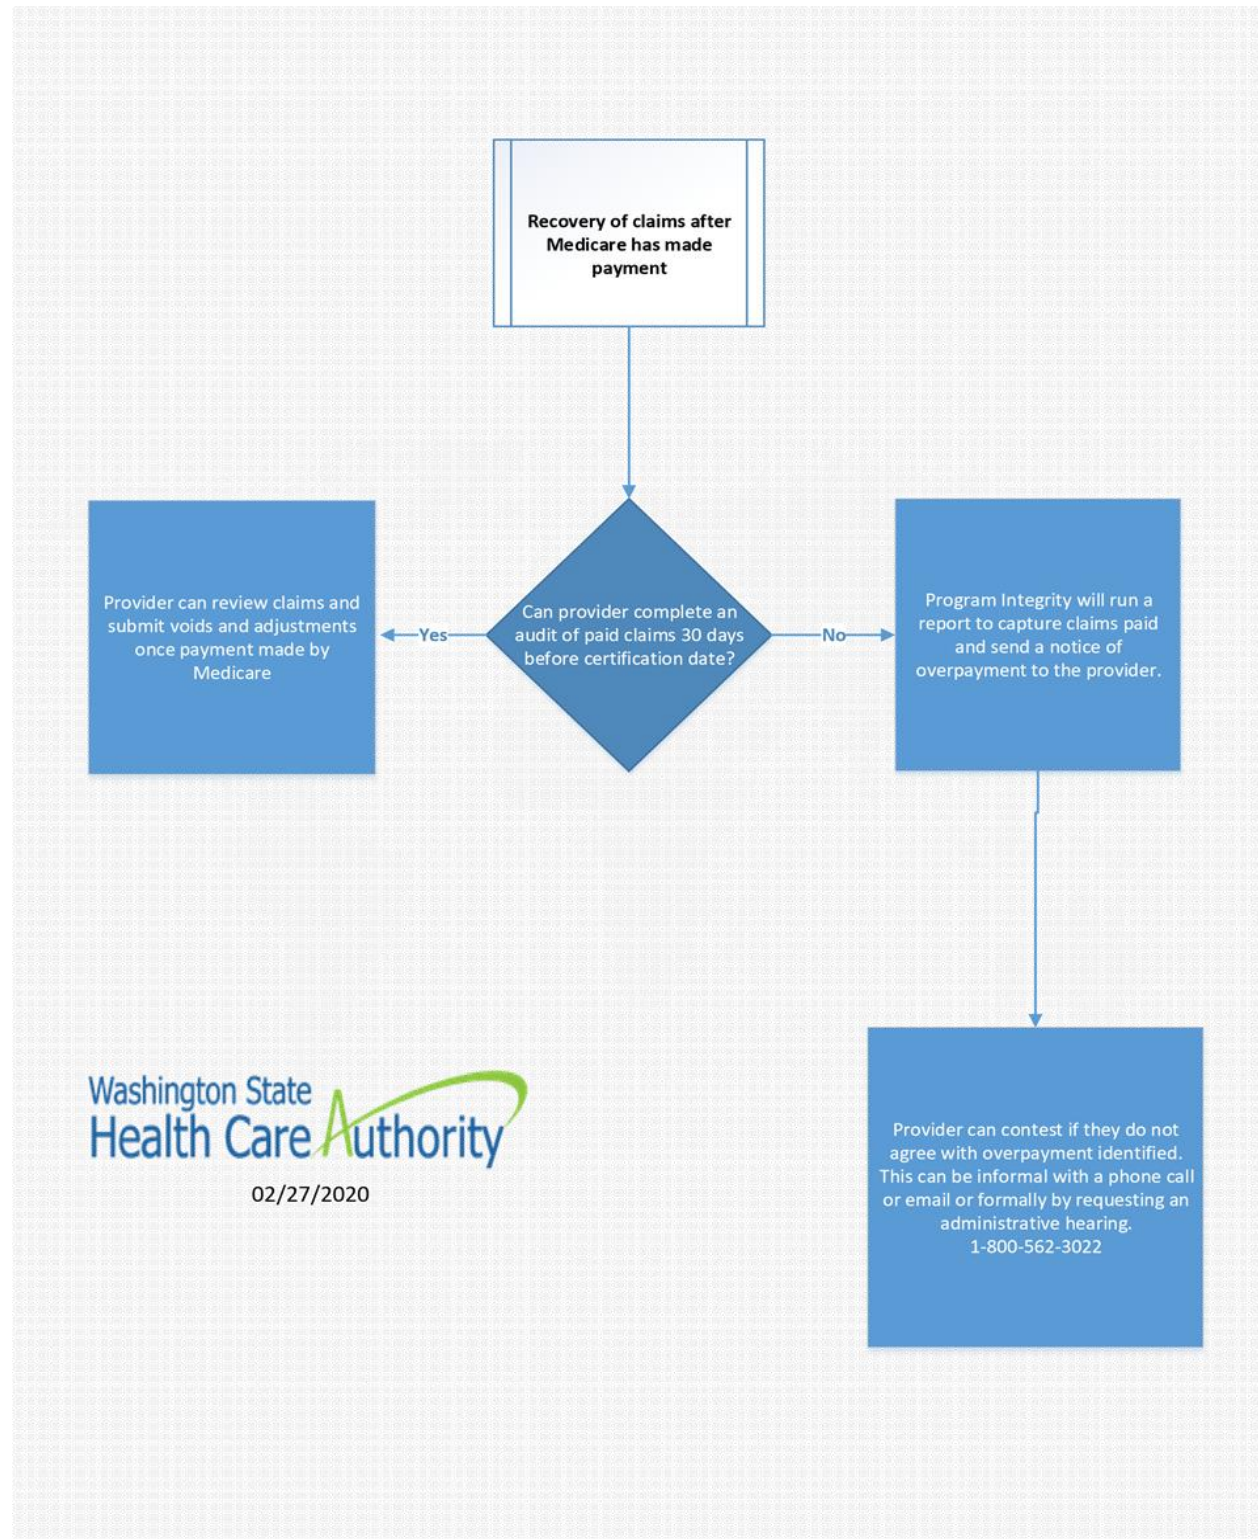 Recovery of claims after
Medicare has made
payment
Provider can review claims and
submit voids and adjustments
once payment made by
Medicare
Yes
Can provider complete an
audit of paid claims 30 days
before certification date?
No
Program Integrity will run a
report to capture claims paid
and send a notice of
overpayment to the provider.
Provider can contest if they do not
agree with overpayment identified.
This can be informal with a phone call
or email or formally by requesting an
administrative hearing.
1-800-562-3022
Washington State
Health Care Authority
02/27/2020